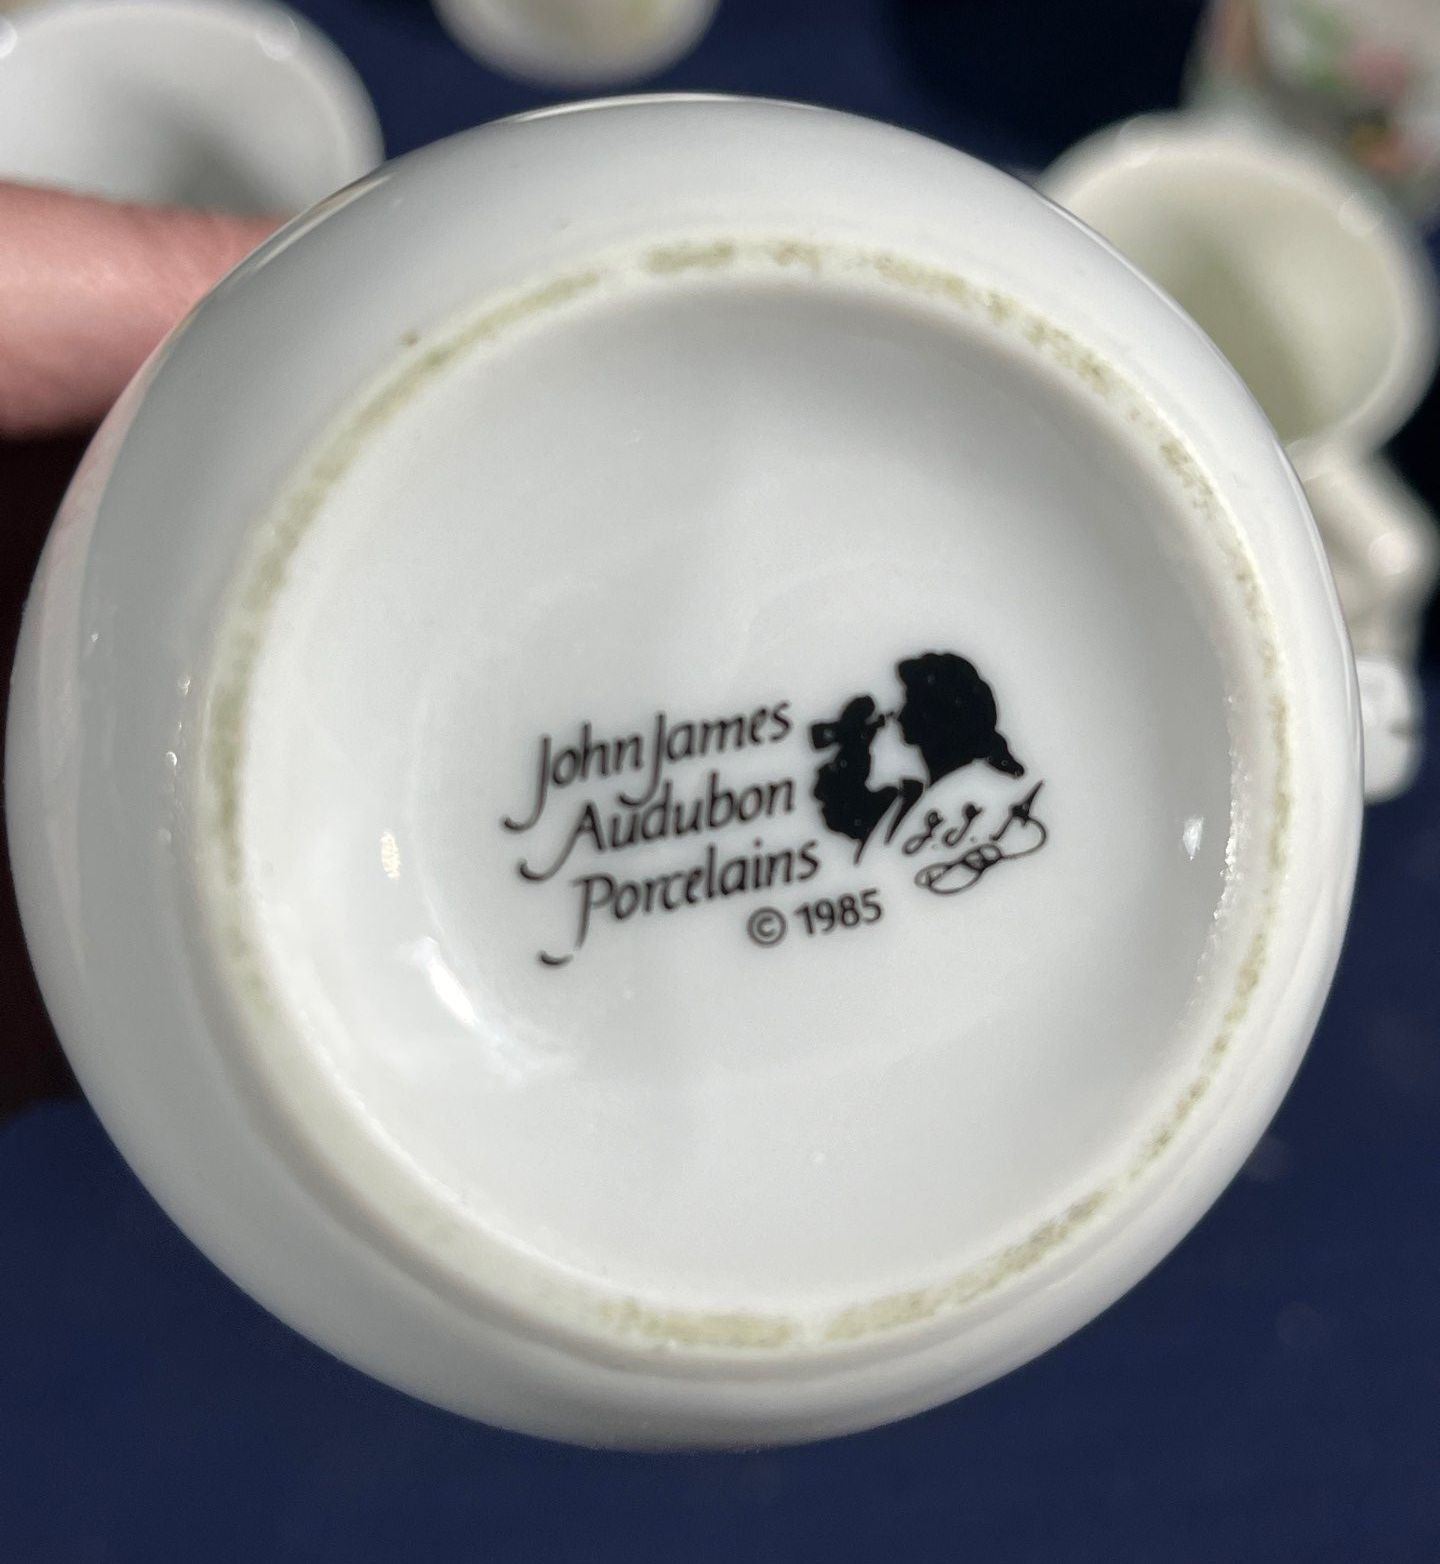 John James
Audubon
Porcelains
© 1985
J.J.A